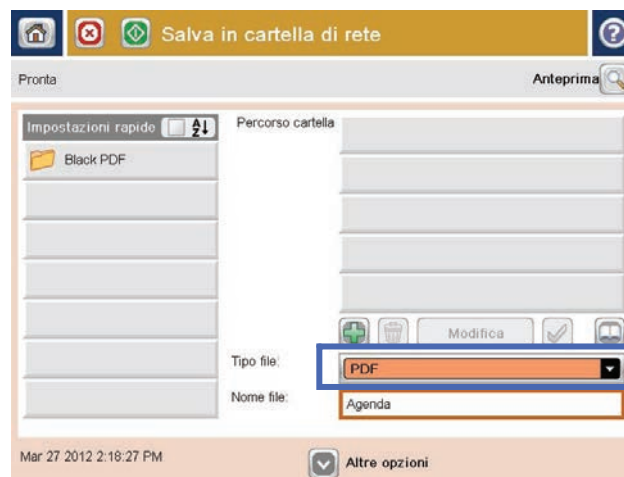 Salva in cartella di rete
Pronta
Anteprima
Impostazioni rapide
Percorso cartella
Black PDF
Modifica
Tipo file:
PDF
Nome file:
Agenda
Mar 27 2012 2:18:27 PM
Altre opzioni